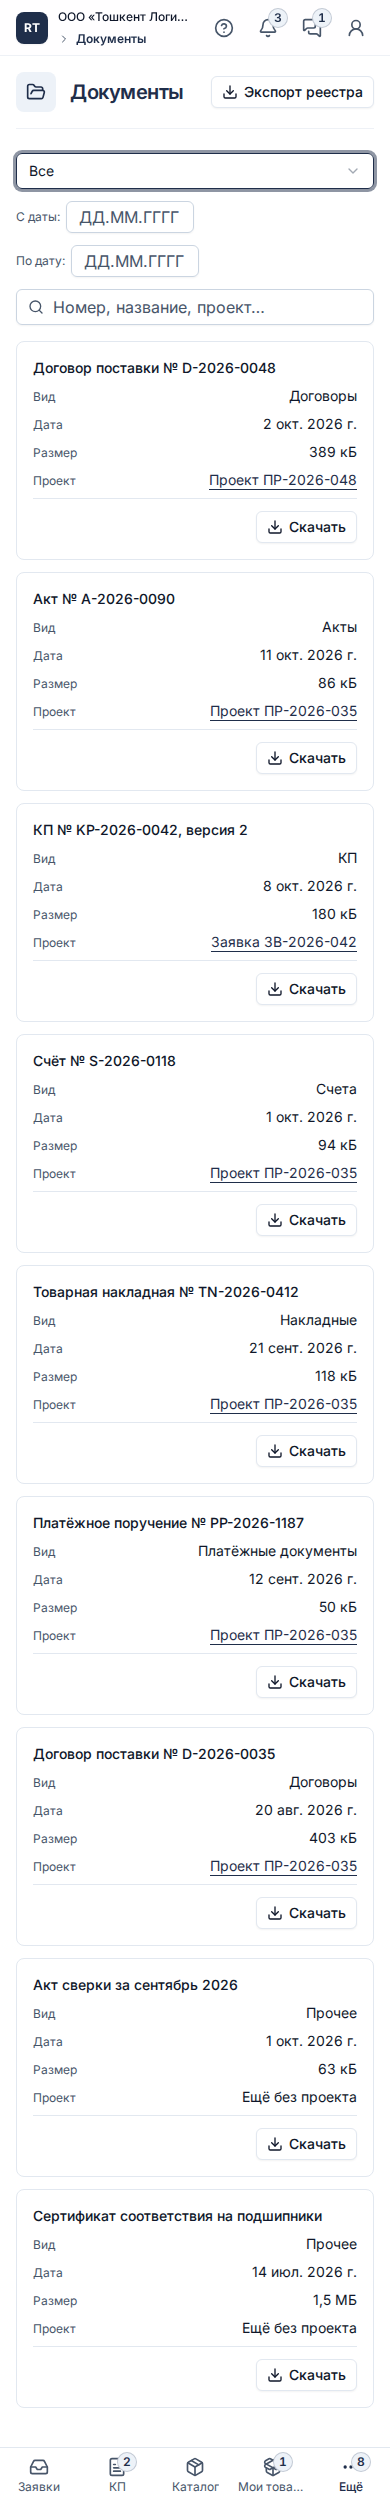 RT
ООО «Тошкент Логи...
Документы
3
1
Документы
Экспорт реестра
Все
С даты: ДД.ММ.ГГГГ
По дату: ДД.ММ.ГГГГ
Номер, название, проект...
Договор поставки № D-2026-0048
Вид Договоры
Дата 2 окт. 2026 г.
Размер 389 кБ
Проект Проект ПР-2026-048
Скачать
Акт № A-2026-0090
Вид Акты
Дата 11 окт. 2026 г.
Размер 86 кБ
Проект Проект ПР-2026-035
Скачать
КП № KP-2026-0042, версия 2
Вид КП
Дата 8 окт. 2026 г.
Размер 180 кБ
Проект Заявка ЗВ-2026-042
Скачать
Счёт № S-2026-0118
Вид Счета
Дата 1 окт. 2026 г.
Размер 94 кБ
Проект Проект ПР-2026-035
Скачать
Товарная накладная № TN-2026-0412
Вид Накладные
Дата 21 сент. 2026 г.
Размер 118 кБ
Проект Проект ПР-2026-035
Скачать
Платёжное поручение № PP-2026-1187
Вид Платёжные документы
Дата 12 сент. 2026 г.
Размер 50 кБ
Проект Проект ПР-2026-035
Скачать
Договор поставки № D-2026-0035
Вид Договоры
Дата 20 авг. 2026 г.
Размер 403 кБ
Проект Проект ПР-2026-035
Скачать
Акт сверки за сентябрь 2026
Вид Прочее
Дата 1 окт. 2026 г.
Размер 63 кБ
Проект Ещё без проекта
Скачать
Сертификат соответствия на подшипники
Вид Прочее
Дата 14 июл. 2026 г.
Размер 1,5 МБ
Проект Ещё без проекта
Скачать
2
1
8
Заявки
КП
Каталог
Мои това...
Ещё